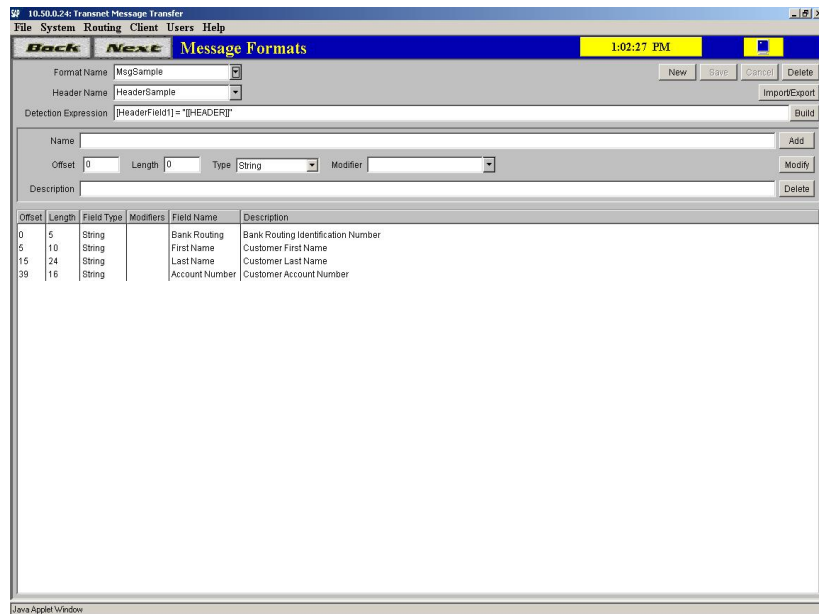 10.50.0.24: Transnet Message Transfer
File System Routing Client Users Help
Back Next Message Formats 1:02:27 PM
Format Name MsgSample New Save Cancel Delete
Header Name HeaderSample Import/Export
Detection Expression [HeaderField1] = "[[HEADER]]" Build
Name Add
Offset 0 Length 0 Type String Modifier Modify
Description Delete
Offset Length Field Type Modifiers Field Name Description
0 5 String Bank Routing Bank Routing Identification Number
5 10 String First Name Customer First Name
15 24 String Last Name Customer Last Name
39 16 String Account Number Customer Account Number
Java Applet Window